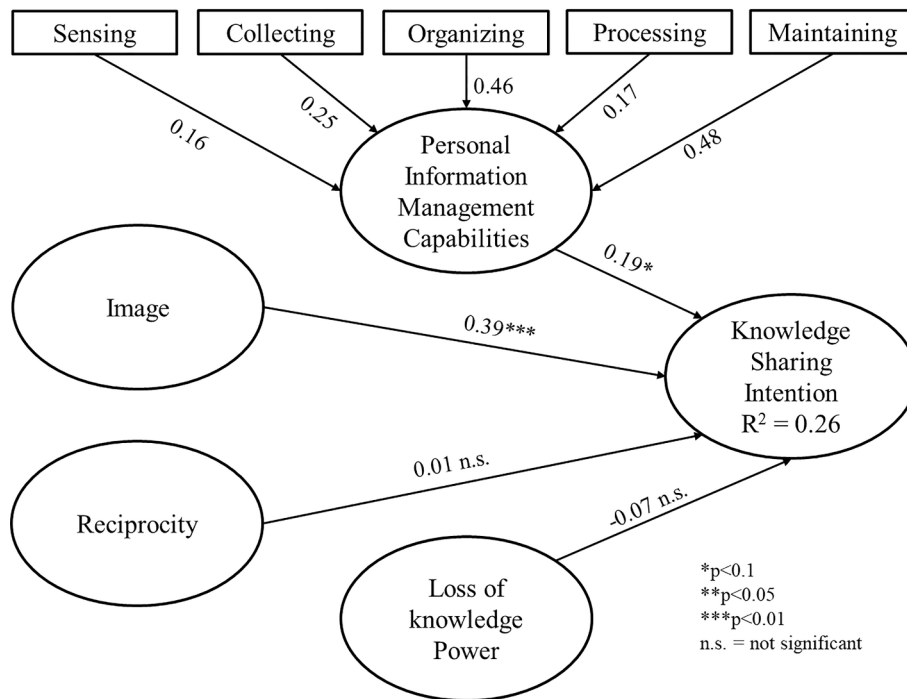 Sensing
Collecting
Organizing
Processing
Maintaining
0.16
0.25
0.46
0.17
0.48
Personal
Information
Management
Capabilities
0.19*
Image
0.39***
Knowledge
Sharing
Intention
R² = 0.26
Reciprocity
0.01 n.s.
-0.07 n.s.
Loss of
knowledge
Power
*p<0.1
**p<0.05
***p<0.01
n.s. = not significant